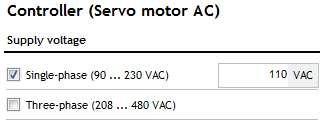 Controller (Servo motor AC)
Supply voltage
Single-phase (90 ... 230 VAC) 110 VAC
Three-phase (208 ... 480 VAC)